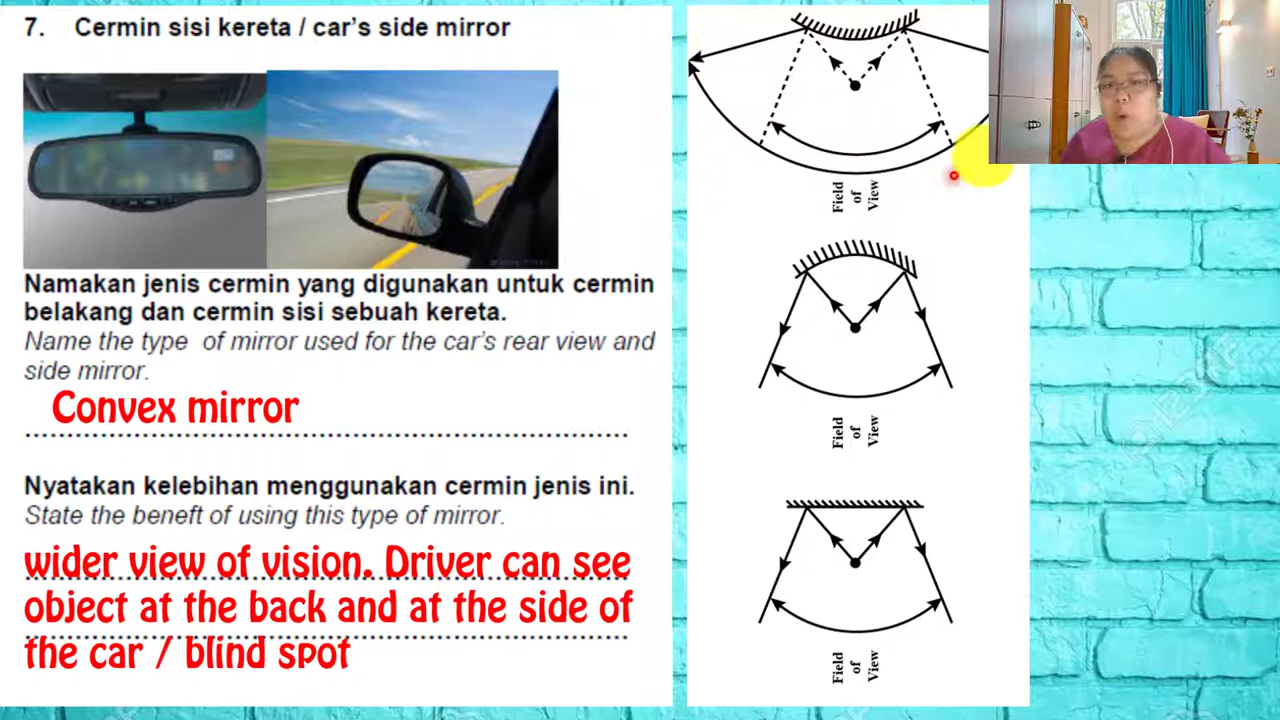 7. Cermin sisi kereta / car's side mirror
Namakan jenis cermin yang digunakan untuk cermin
belakang dan cermin sisi sebuah kereta.
Name the type of mirror used for the car's rear view and
side mirror.
Convex mirror
Nyatakan kelebihan menggunakan cermin jenis ini.
State the beneft of using this type of mirror.
wider view of vision. Driver can see
object at the back and at the side of
the car / blind spot
Field
of
View
Field
of
View
Field
of
View